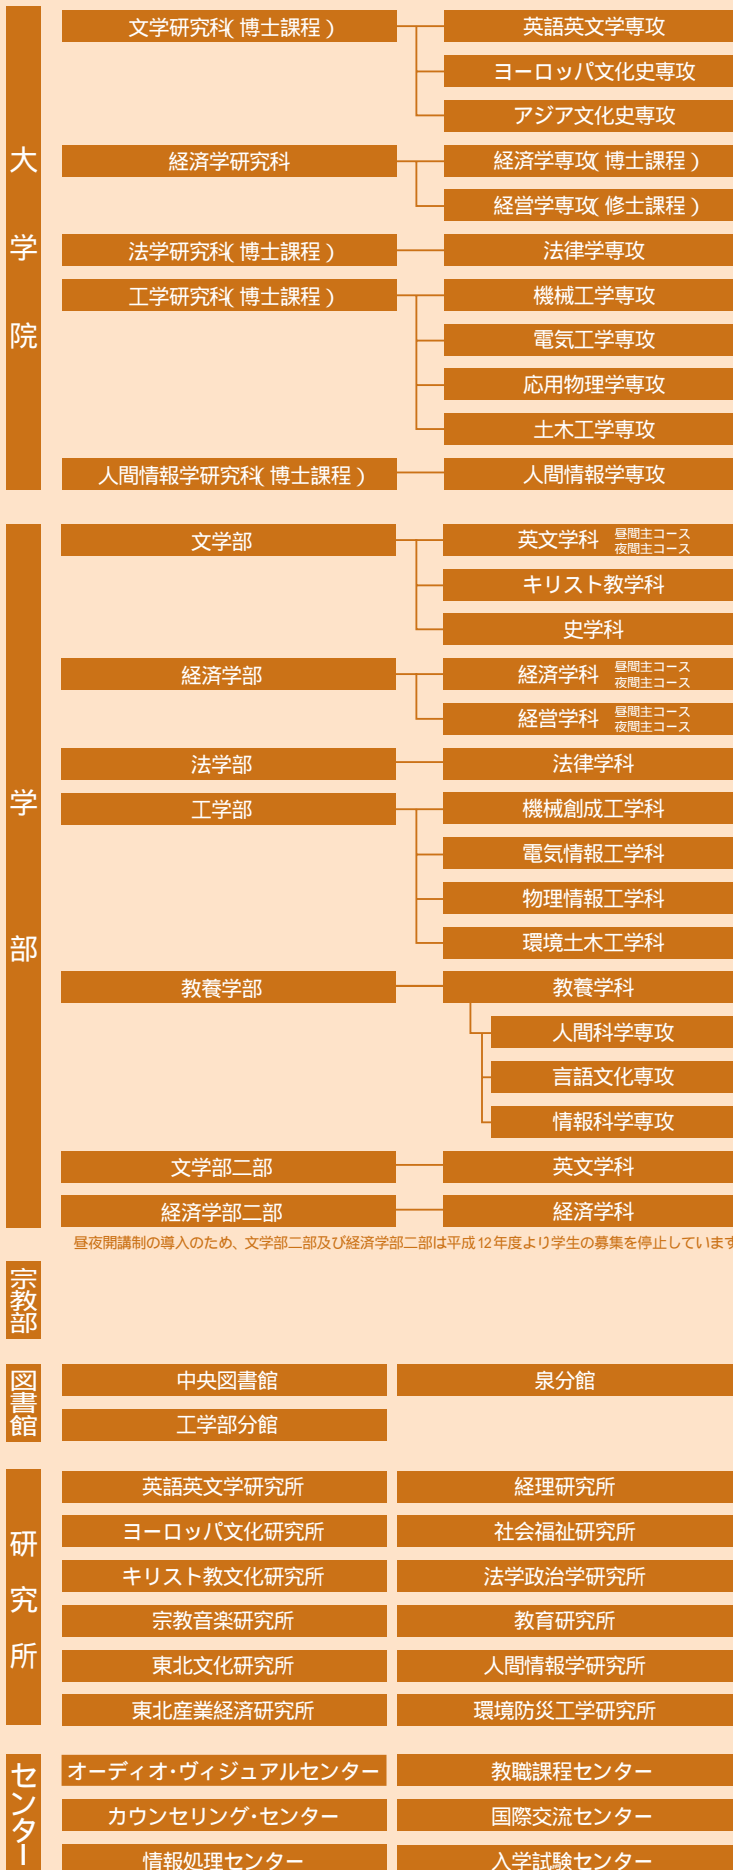 大学院
文学研究科(博士課程)
英語英文学専攻
ヨーロッパ文化史専攻
アジア文化史専攻
経済学研究科
経済学専攻(博士課程)
経営学専攻(修士課程)
法学研究科(博士課程)
法律学専攻
工学研究科(博士課程)
機械工学専攻
電気工学専攻
応用物理学専攻
土木工学専攻
人間情報学研究科(博士課程)
人間情報学専攻
学部
文学部
英文学科 昼間主コース
夜間主コース
キリスト教学科
史学科
経済学部
経済学科 昼間主コース
夜間主コース
経営学科 昼間主コース
夜間主コース
法学部
法律学科
工学部
機械創成工学科
電気情報工学科
物理情報工学科
環境土木工学科
教養学部
教養学科
人間科学専攻
言語文化専攻
情報科学専攻
文学部二部
英文学科
経済学部二部
経済学科
昼夜開講制の導入のため、文学部二部及び経済学部二部は平成12年度より学生の募集を停止しています
宗教部
図書館
中央図書館
泉分館
工学部分館
研究所
英語英文学研究所
経理研究所
ヨーロッパ文化研究所
社会福祉研究所
キリスト教文化研究所
法学政治学研究所
宗教音楽研究所
教育研究所
東北文化研究所
人間情報学研究所
東北産業経済研究所
環境防災工学研究所
センター
オーディオ・ヴィジュアルセンター
教職課程センター
カウンセリング・センター
国際交流センター
情報処理センター
入学試験センター